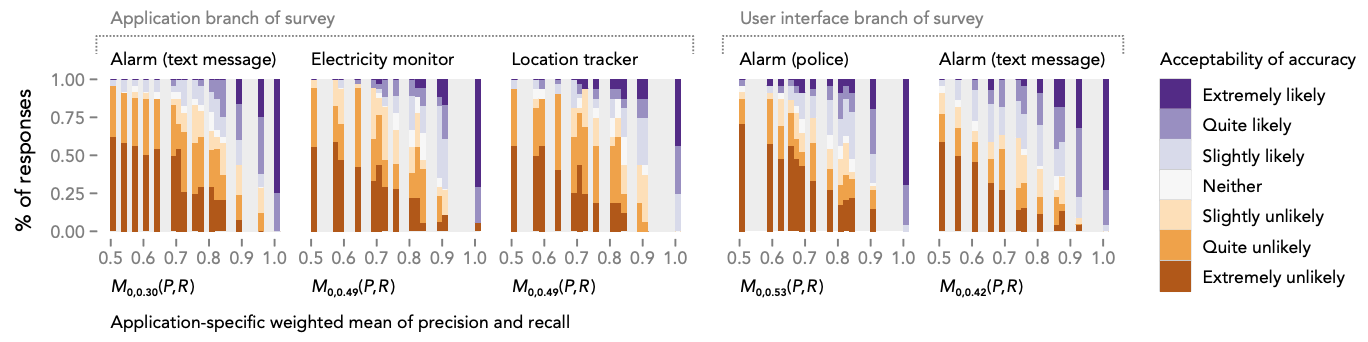 Application branch of survey
User interface branch of survey
Alarm (text message)
Electricity monitor
Location tracker
Alarm (police)
Alarm (text message)
Acceptability of accuracy
% of responses
1.00
0.75
0.50
0.25
0.00
Extremely likely
Quite likely
Slightly likely
Neither
Slightly unlikely
Quite unlikely
Extremely unlikely
0.5 0.6 0.7 0.8 0.9 1.0
0.5 0.6 0.7 0.8 0.9 1.0
0.5 0.6 0.7 0.8 0.9 1.0
0.5 0.6 0.7 0.8 0.9 1.0
0.5 0.6 0.7 0.8 0.9 1.0
M0,0.30(P,R)
M0,0.49(P,R)
M0,0.49(P,R)
M0,0.53(P,R)
M0,0.42(P,R)
Application-specific weighted mean of precision and recall